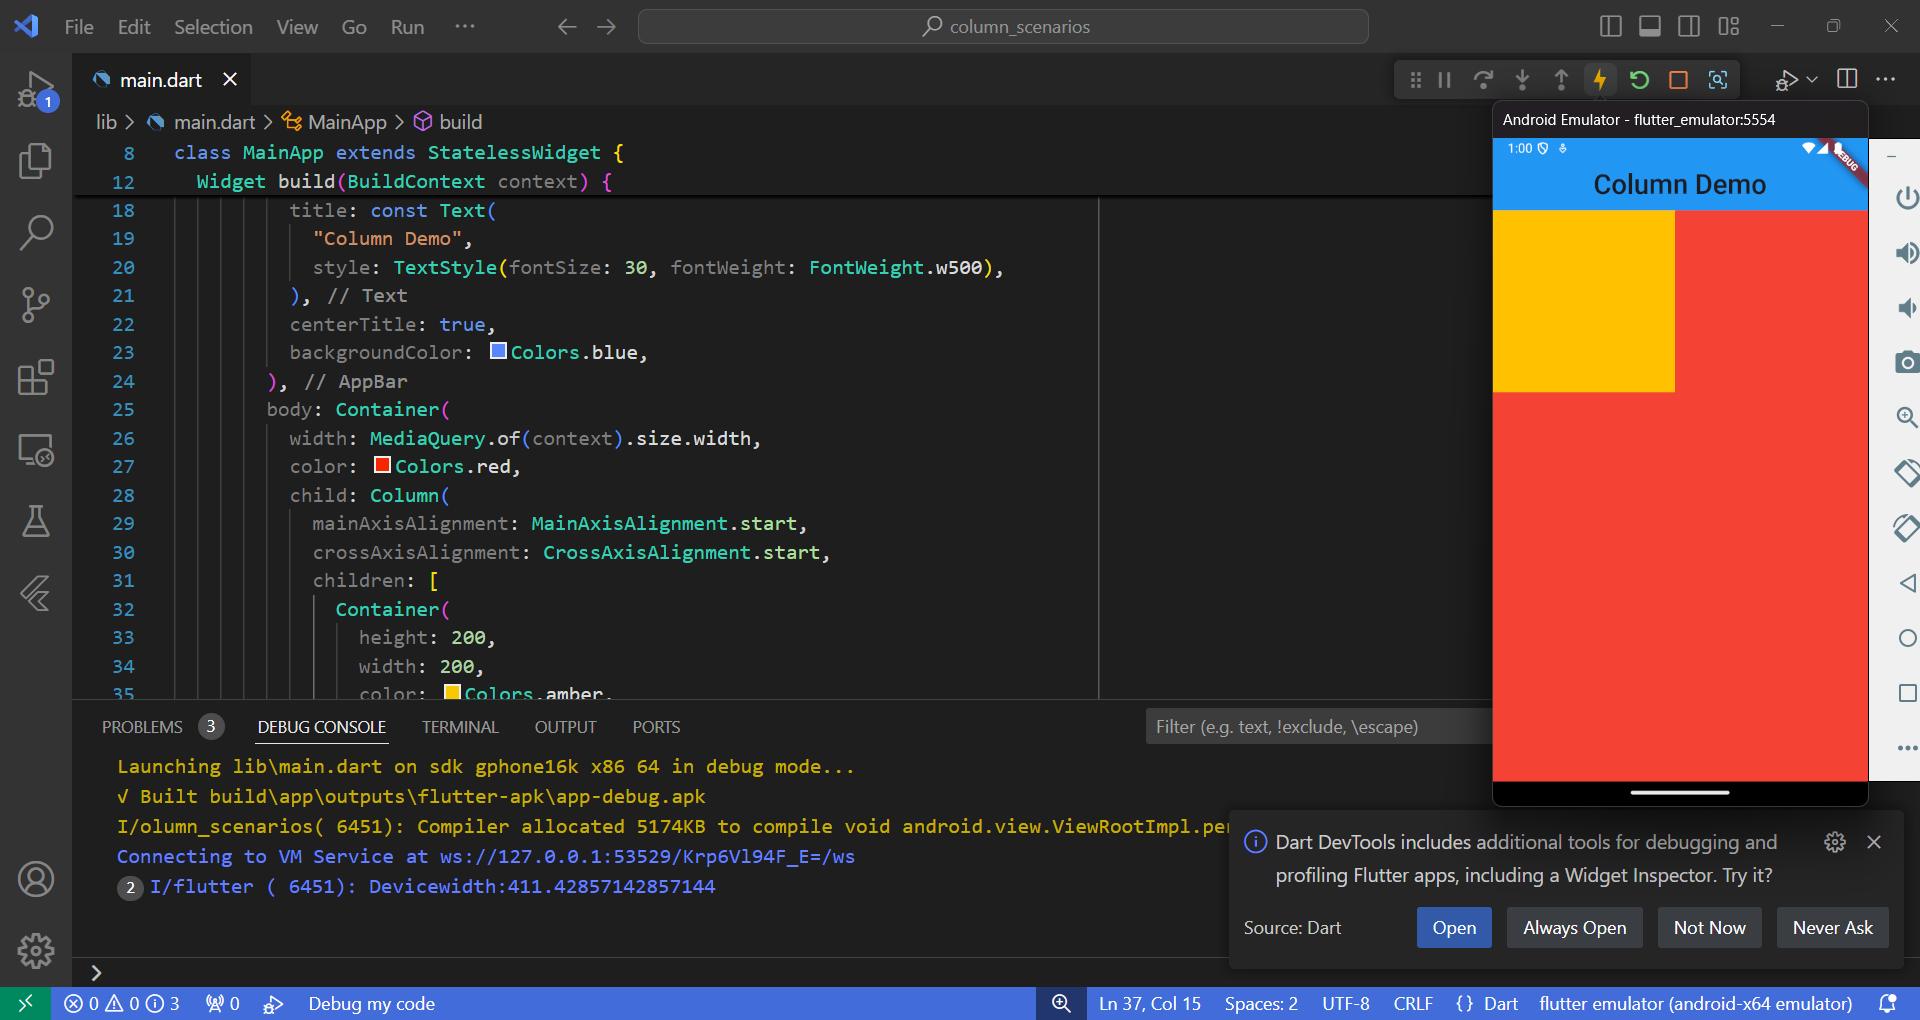 File Edit Selection View Go Run ···
column_scenarios
main.dart
lib > main.dart > MainApp > build
8 class MainApp extends StatelessWidget {
12 Widget build(BuildContext context) {
18 title: const Text(
19 "Column Demo",
20 style: TextStyle(fontSize: 30, fontWeight: FontWeight.w500),
21 ), // Text
22 centerTitle: true,
23 backgroundColor: Colors.blue,
24 ), // AppBar
25 body: Container(
26 width: MediaQuery.of(context).size.width,
27 color: Colors.red,
28 child: Column(
29 mainAxisAlignment: MainAxisAlignment.start,
30 crossAxisAlignment: CrossAxisAlignment.start,
31 children: [
32 Container(
33 height: 200,
34 width: 200,
35 color: Colors.amber,
Android Emulator - flutter_emulator:5554
1:00
DEBUG
Column Demo
1
PROBLEMS 3 DEBUG CONSOLE TERMINAL OUTPUT PORTS
Filter (e.g. text, !exclude, \escape)
Launching lib\main.dart on sdk gphone16k x86 64 in debug mode...
√ Built build\app\outputs\flutter-apk\app-debug.apk
I/olumn_scenarios( 6451): Compiler allocated 5174KB to compile void android.view.ViewRootImpl.per
Connecting to VM Service at ws://127.0.0.1:53529/Krp6Vl94F_E=/ws
2 I/flutter ( 6451): Devicewidth:411.42857142857144
Dart DevTools includes additional tools for debugging and
profiling Flutter apps, including a Widget Inspector. Try it?
Source: Dart
Open
Always Open
Not Now
Never Ask
0 0 3 0 Debug my code
Ln 37, Col 15 Spaces: 2 UTF-8 CRLF {} Dart flutter emulator (android-x64 emulator)